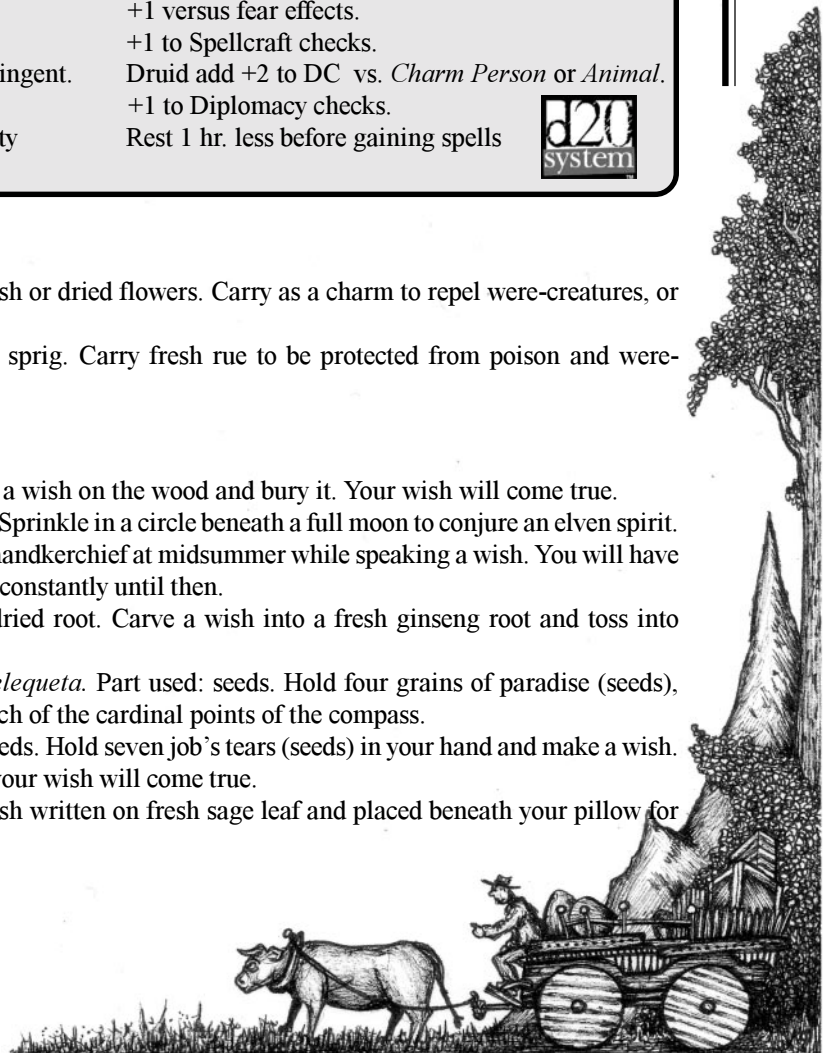 +1 versus fear effects.
+1 to Spellcraft checks.
ingent. Druid add +2 to DC vs. Charm Person or Animal.
+1 to Diplomacy checks.
ty Rest 1 hr. less before gaining spells
d20
system
sh or dried flowers. Carry as a charm to repel were-creatures, or
sprig. Carry fresh rue to be protected from poison and were-
a wish on the wood and bury it. Your wish will come true.
Sprinkle in a circle beneath a full moon to conjure an elven spirit.
handkerchief at midsummer while speaking a wish. You will have
constantly until then.
dried root. Carve a wish into a fresh ginseng root and toss into
elequeta. Part used: seeds. Hold four grains of paradise (seeds),
ch of the cardinal points of the compass.
eds. Hold seven job's tears (seeds) in your hand and make a wish.
your wish will come true.
sh written on fresh sage leaf and placed beneath your pillow for